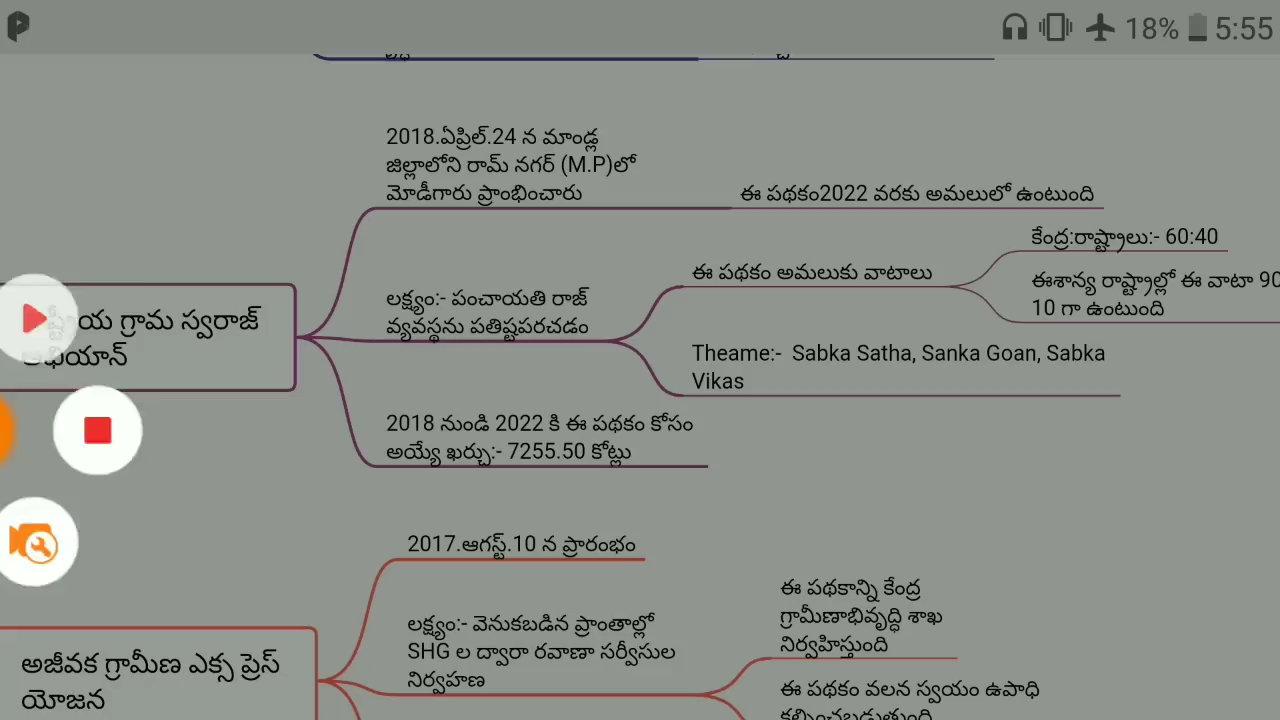 18% 5:55
2018.ఏప్రిల్.24 న మాండ్ల
జిల్లాలోని రామ్ నగర్ (M.P)లో
మోడీగారు ప్రాంభించారు
ఈ పథకం2022 వరకు అమలులో ఉంటుంది
గ్రామ స్వరాజ్
అభియాన్
లక్ష్యం:- పంచాయతి రాజ్
వ్యవస్థను పతిష్టపరచడం
ఈ పథకం అమలుకు వాటాలు
కేంద్ర:రాష్ట్రాలు:- 60:40
ఈశాన్య రాష్ట్రాల్లో ఈ వాటా 90
10 గా ఉంటుంది
Theame:- Sabka Satha, Sanka Goan, Sabka
Vikas
2018 నుండి 2022 కి ఈ పథకం కోసం
అయ్యే ఖర్చు:- 7255.50 కోట్లు
అజీవక గ్రామీణ ఎక్స ప్రెస్
యోజన
2017.ఆగస్ట్.10 న ప్రారంభం
లక్ష్యం:- వెనుకబడిన ప్రాంతాల్లో
SHG ల ద్వారా రవాణా సర్వీసుల
నిర్వహణ
ఈ పథకాన్ని కేంద్ర
గ్రామీణాభివృద్ధి శాఖ
నిర్వహిస్తుంది
ఈ పథకం వలన స్వయం ఉపాధి
కల్పించబడుతుంది